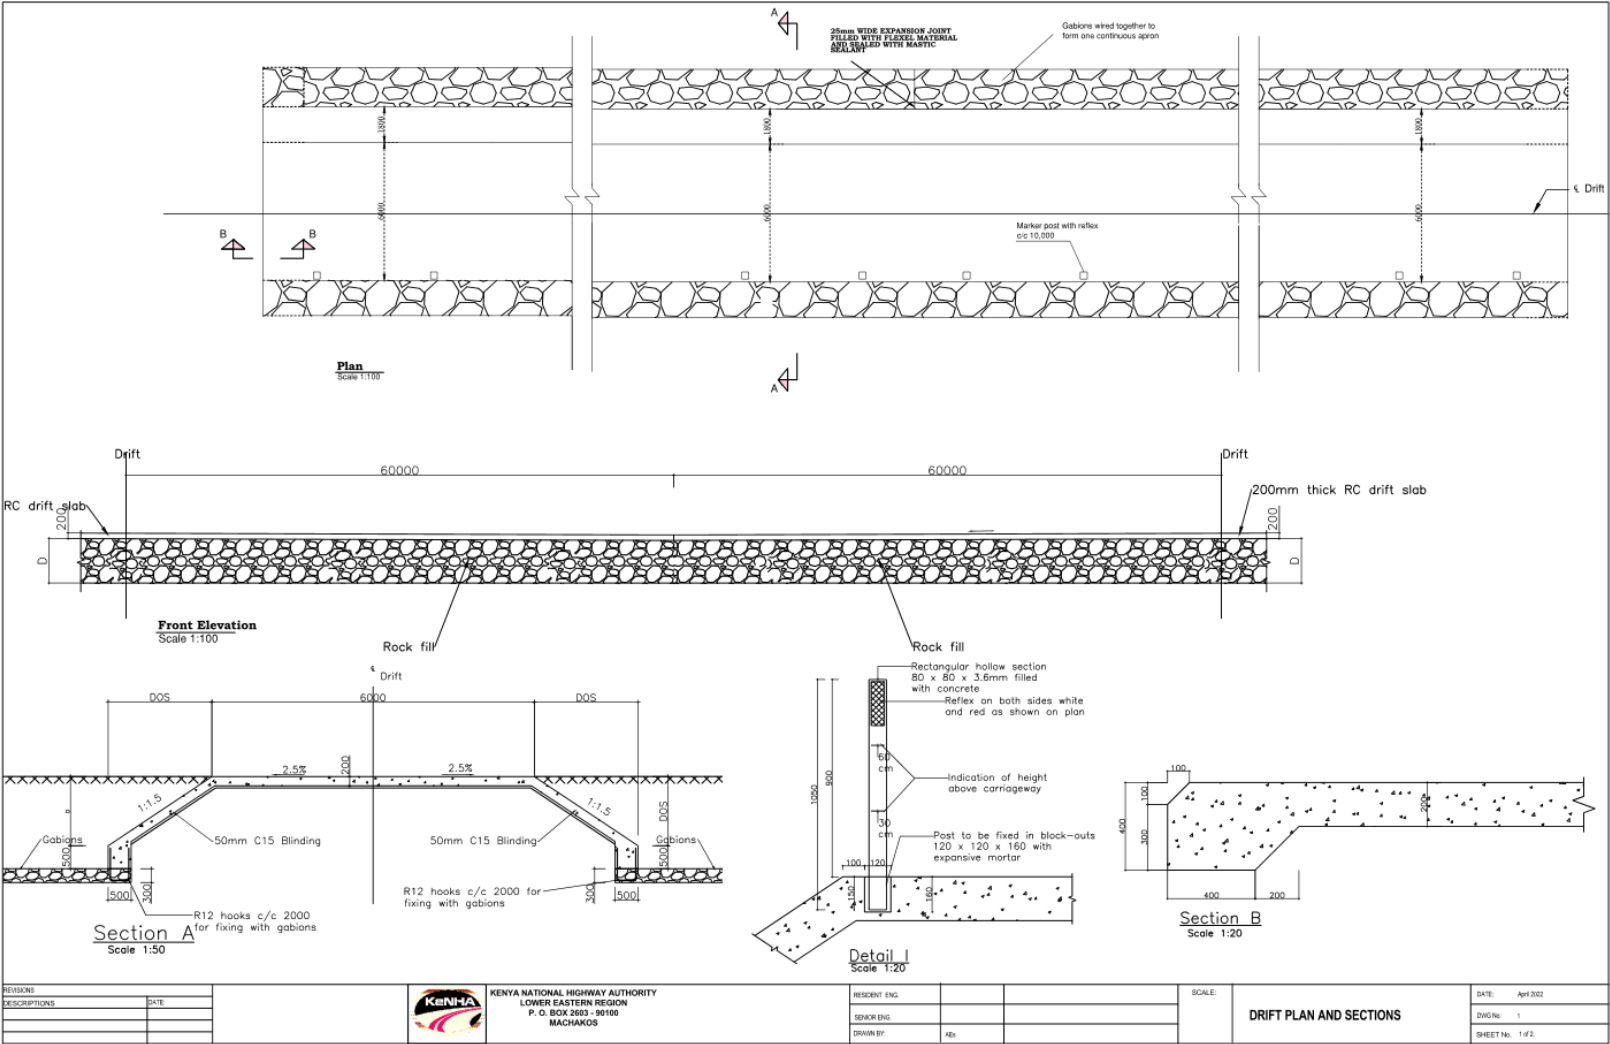 A
25mm WIDE EXPANSION JOINT
FILLED WITH FLEXEL MATERIAL
AND SEALED WITH MASTIC
SEALANT
Gabions wired together to
form one continuous apron
1800
1800
1800
6000
6000
6000
℄ Drift
B
B
Marker post with reflex
c/c 10,000
Plan
Scale 1:100
A
Drift
60000
60000
Drift
RC drift slab
200
200mm thick RC drift slab
200
D
D
Front Elevation
Scale 1:100
Rock fill
Rock fill
℄
Drift
DOS
6000
DOS
2.5%
200
2.5%
1:1.5
1:1.5
DOS
Gabions
50mm C15 Blinding
50mm C15 Blinding
Gabions
500
500
500
300
300
500
R12 hooks c/c 2000 for
fixing with gabions
R12 hooks c/c 2000
for fixing with gabions
Section A
Scale 1:50
Rectangular hollow section
80 x 80 x 3.6mm filled
with concrete
Reflex on both sides white
and red as shown on plan
1050
900
60
cm
Indication of height
above carriageway
30
cm
Post to be fixed in block-outs
120 x 120 x 160 with
expansive mortar
100
120
150
160
Detail I
Scale 1:20
100
100
400
300
200
400
200
Section B
Scale 1:20
REVISIONS
DESCRIPTIONS
DATE
KeNHA
KENYA NATIONAL HIGHWAY AUTHORITY
LOWER EASTERN REGION
P. O. BOX 2603 - 90100
MACHAKOS
RESIDENT ENG.
SENIOR ENG.
DRAWN BY:
ABs
SCALE:
DRIFT PLAN AND SECTIONS
DATE:
April 2022
DWG No:
1
SHEET No.
1 of 2.